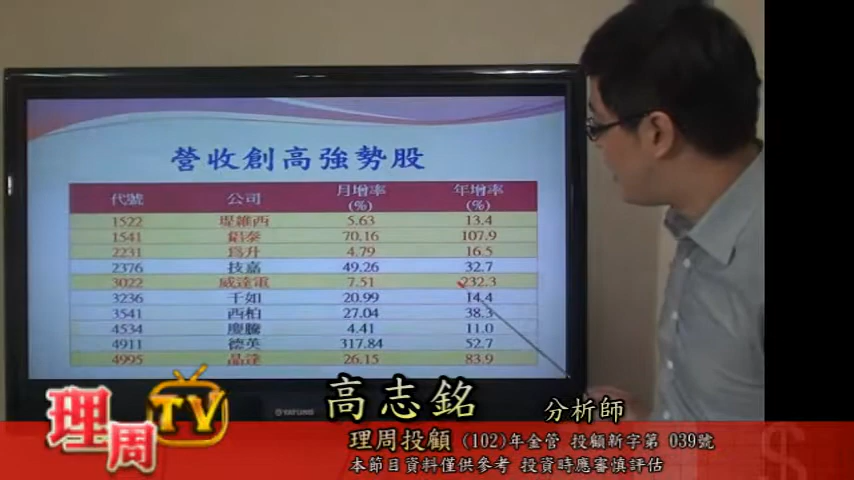 營收創高強勢股
代號 公司 月增率(%) 年增率(%)
1522 堤維西 5.63 13.4
1541 錩泰 70.16 107.9
2231 為升 4.79 16.5
2376 技嘉 49.26 32.7
3022 威達電 7.51 232.3
3236 千如 20.99 14.4
3541 西柏 27.04 38.3
4534 慶騰 4.41 11.0
4911 德英 317.84 52.7
4995 晶達 26.15 83.9
TATUNG
理周TV
高志銘 分析師
理周投顧 (102)年金管 投顧新字第 039號
本節目資料僅供參考 投資時應審慎評估